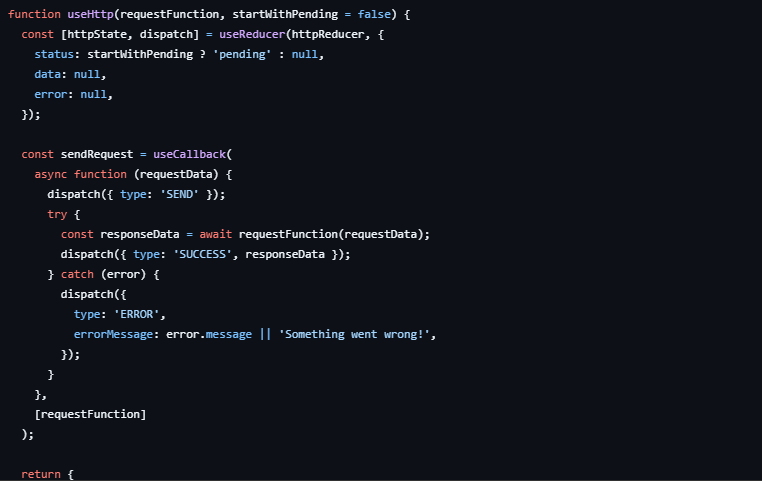 function useHttp(requestFunction, startWithPending = false) {
  const [httpState, dispatch] = useReducer(httpReducer, {
    status: startWithPending ? 'pending' : null,
    data: null,
    error: null,
  });

  const sendRequest = useCallback(
    async function (requestData) {
      dispatch({ type: 'SEND' });
      try {
        const responseData = await requestFunction(requestData);
        dispatch({ type: 'SUCCESS', responseData });
      } catch (error) {
        dispatch({
          type: 'ERROR',
          errorMessage: error.message || 'Something went wrong!',
        });
      }
    },
    [requestFunction]
  );

  return {